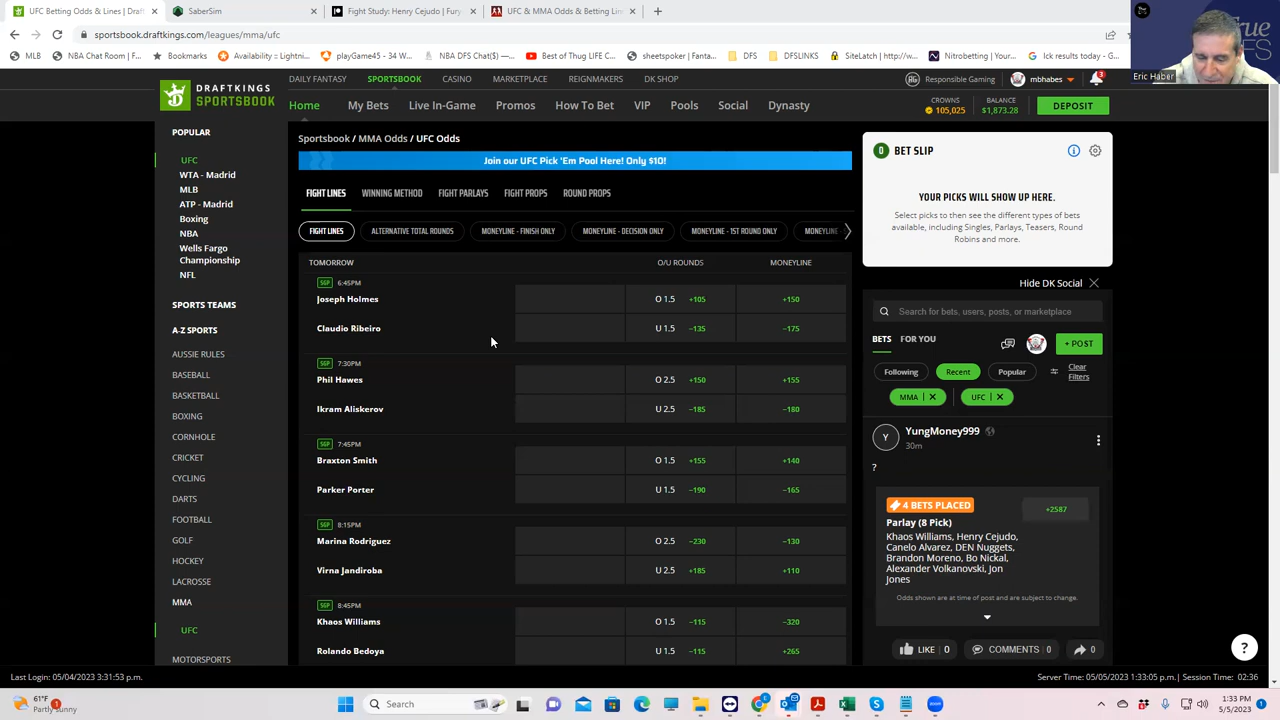 UFC Betting Odds & Lines | Draft
SaberSim
Fight Study: Henry Cejudo | Fury
UFC & MMA Odds & Betting Lin
sportsbook.draftkings.com/leagues/mma/ufc
MLB
NBA Chat Room | F...
Bookmarks
Availability :: Lightni...
playGame45 - 34 W...
NBA DFS Chat($) -...
Best of Thug LIFE C...
sheetspoker | Fanta...
DFS
DFSLINKS
SiteLatch | http://w...
Nitrobetting | Log in
Ick results today - G...
True
FS
Eric Haber
DRAFTKINGS
SPORTSBOOK
DAILY FANTASY SPORTSBOOK CASINO MARKETPLACE REIGNMAKERS DK SHOP
Responsible Gaming
mbhabes
3
Home My Bets Live In-Game Promos How To Bet VIP Pools Social Dynasty
CROWNS
105,025
BALANCE
$1,873.28
DEPOSIT
POPULAR
UFC
WTA - Madrid
MLB
ATP - Madrid
Boxing
NBA
Wells Fargo
Championship
NFL
SPORTS TEAMS
A-Z SPORTS
AUSSIE RULES
BASEBALL
BASKETBALL
BOXING
CORNHOLE
CRICKET
CYCLING
DARTS
FOOTBALL
GOLF
HOCKEY
LACROSSE
MMA
UFC
MOTORSPORTS
Sportsbook / MMA Odds / UFC Odds
Join our UFC Pick 'Em Pool Here! Only $10!
FIGHT LINES WINNING METHOD FIGHT PARLAYS FIGHT PROPS ROUND PROPS
FIGHT LINES ALTERNATIVE TOTAL ROUNDS MONEYLINE - FINISH ONLY MONEYLINE - DECISION ONLY MONEYLINE - 1ST ROUND ONLY MONEYLINE -
TOMORROW O/U ROUNDS MONEYLINE
SGP 6:45PM
Joseph Holmes O 1.5 +105 +150
Claudio Ribeiro U 1.5 −135 −175
SGP 7:30PM
Phil Hawes O 2.5 +150 +155
Ikram Aliskerov U 2.5 −185 −180
SGP 7:45PM
Braxton Smith O 1.5 +155 +140
Parker Porter U 1.5 −190 −165
SGP 8:15PM
Marina Rodriguez O 2.5 −230 −130
Virna Jandiroba U 2.5 +185 +110
SGP 8:45PM
Khaos Williams O 1.5 −115 −320
Rolando Bedoya U 1.5 −115 +265
0 BET SLIP
YOUR PICKS WILL SHOW UP HERE.
Select picks to then see the different types of bets
available, including Singles, Parlays, Teasers, Round
Robins and more.
Hide DK Social
Search for bets, users, posts, or marketplace
BETS FOR YOU
+ POST
Following Recent Popular
Clear
Filters
MMA UFC
Y
YungMoney999
30m
?
4 BETS PLACED
+2587
Parlay (8 Pick)
Khaos Williams, Henry Cejudo,
Canelo Alvarez, DEN Nuggets,
Brandon Moreno, Bo Nickal,
Alexander Volkanovski, Jon
Jones
Odds shown are at time of post and are subject to change.
LIKE 0 COMMENTS 0 0
?
Last Login: 05/04/2023 3:31:53 p.m.
Server Time: 05/05/2023 1:33:05 p.m. | Session Time: 02:36
61°F
Partly sunny
Search
1:33 PM
5/5/2023